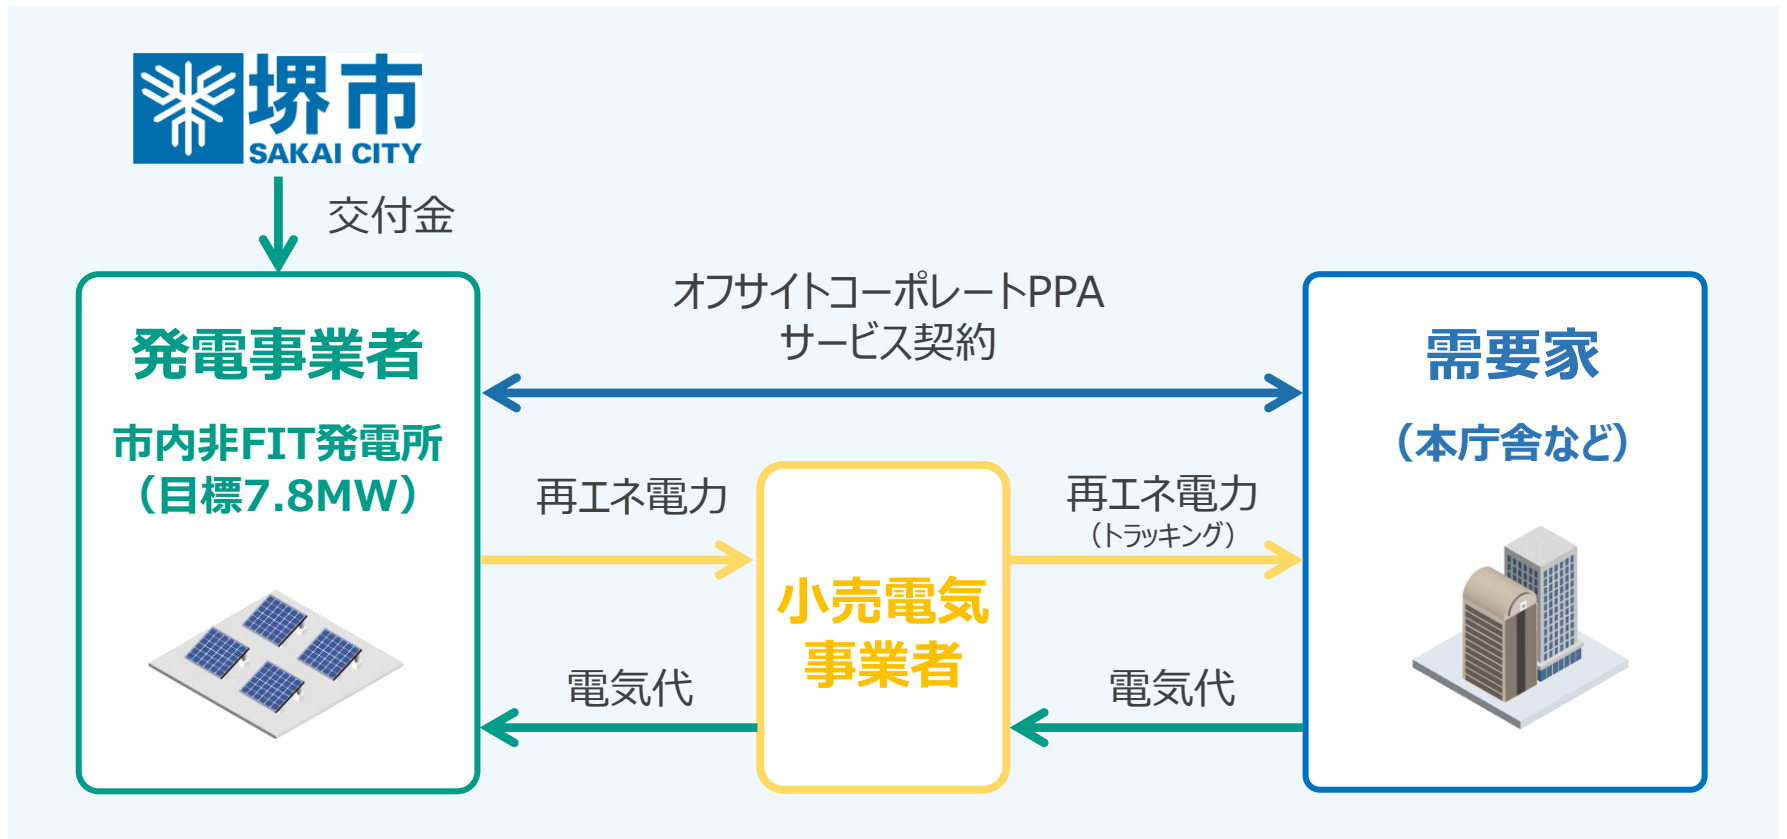 堺市
SAKAI CITY
交付金
オフサイトコーポレートPPA
サービス契約
発電事業者
市内非FIT発電所
（目標7.8MW）
需要家
（本庁舎など）
再エネ電力
再エネ電力
（トラッキング）
小売電気
事業者
電気代
電気代